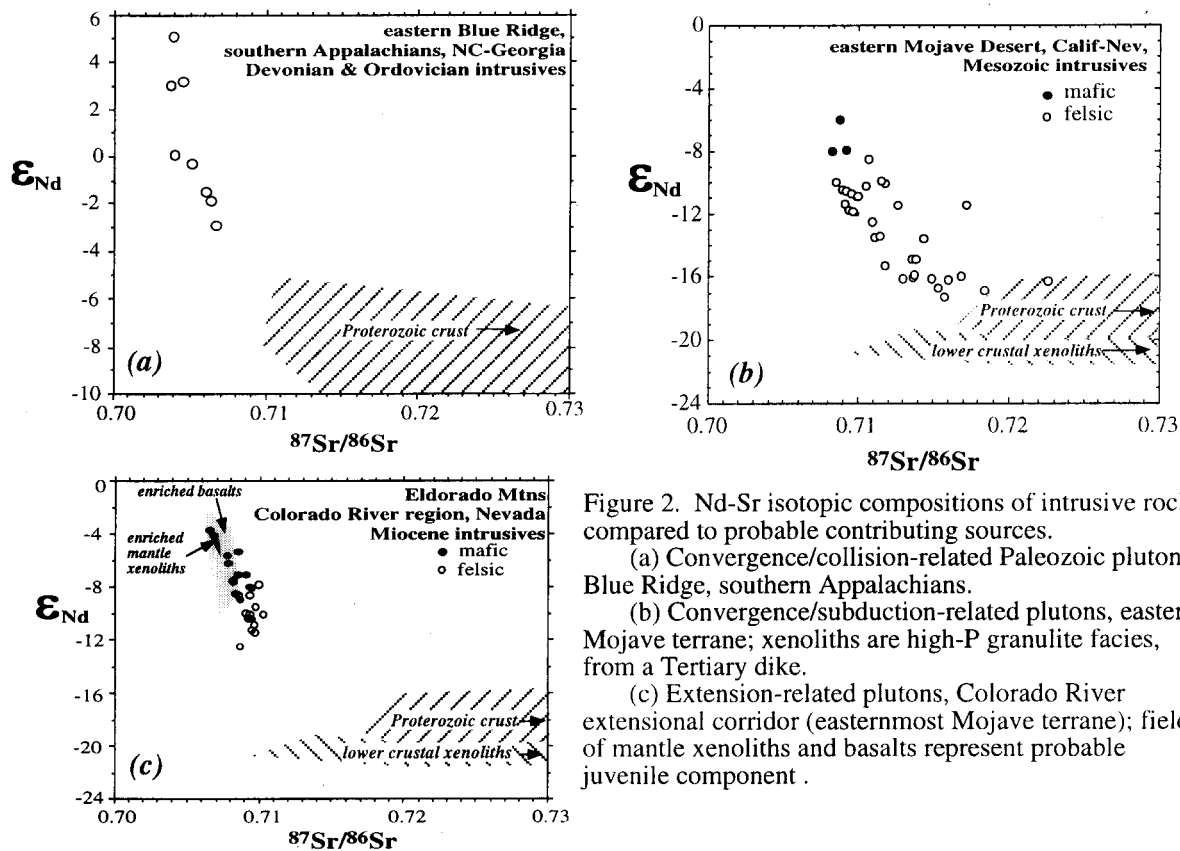 6
4
2
0
-2
-4
-6
-8
-10
εNd
eastern Blue Ridge,
southern Appalachians, NC-Georgia
Devonian & Ordovician intrusives
Proterozoic crust
(a)
0.70
0.71
0.72
0.73
87Sr/86Sr
0
-4
-8
-12
-16
-21
-24
εNd
eastern Mojave Desert, Calif-Nev,
Mesozoic intrusives
mafic
felsic
Proterozoic crust
lower crustal xenoliths
(b)
0.70
0.71
0.72
0.73
87Sr/86Sr
0
-4
-8
-12
-16
-20
-24
εNd
enriched basalts
enriched
mantle
xenoliths
Eldorado Mtns
Colorado River region, Nevada
Miocene intrusives
mafic
felsic
Proterozoic crust
lower crustal xenoliths
(c)
0.70
0.71
0.72
0.73
87Sr/86Sr
Figure 2. Nd-Sr isotopic compositions of intrusive roc
compared to probable contributing sources.
(a) Convergence/collision-related Paleozoic pluton
Blue Ridge, southern Appalachians.
(b) Convergence/subduction-related plutons, easter
Mojave terrane; xenoliths are high-P granulite facies,
from a Tertiary dike.
(c) Extension-related plutons, Colorado River
extensional corridor (easternmost Mojave terrane); field
of mantle xenoliths and basalts represent probable
juvenile component .